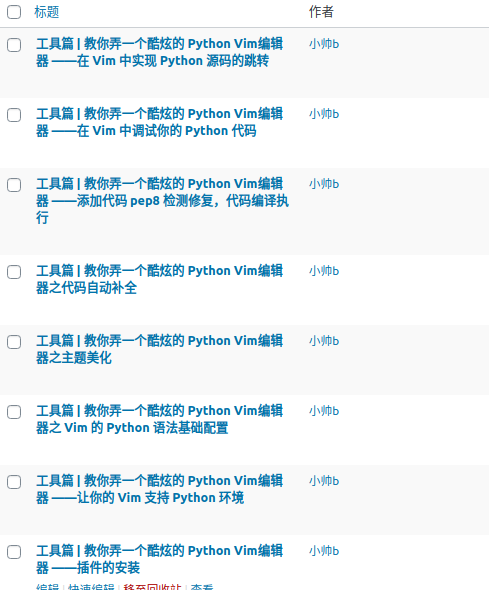 标题 作者
工具篇 | 教你弄一个酷炫的 Python Vim编辑 小帅b
器 ——在 Vim 中实现 Python 源码的跳转
工具篇 | 教你弄一个酷炫的 Python Vim编辑 小帅b
器 ——在 Vim 中调试你的 Python 代码
工具篇 | 教你弄一个酷炫的 Python Vim编辑 小帅b
器 ——添加代码 pep8 检测修复，代码编译执
行
工具篇 | 教你弄一个酷炫的 Python Vim编辑 小帅b
器之代码自动补全
工具篇 | 教你弄一个酷炫的 Python Vim编辑 小帅b
器之主题美化
工具篇 | 教你弄一个酷炫的 Python Vim编辑 小帅b
器之 Vim 的 Python 语法基础配置
工具篇 | 教你弄一个酷炫的 Python Vim编辑 小帅b
器 ——让你的 Vim 支持 Python 环境
工具篇 | 教你弄一个酷炫的 Python Vim编辑 小帅b
器 ——插件的安装
编辑 | 快速编辑 | 移至回收站 | 查看